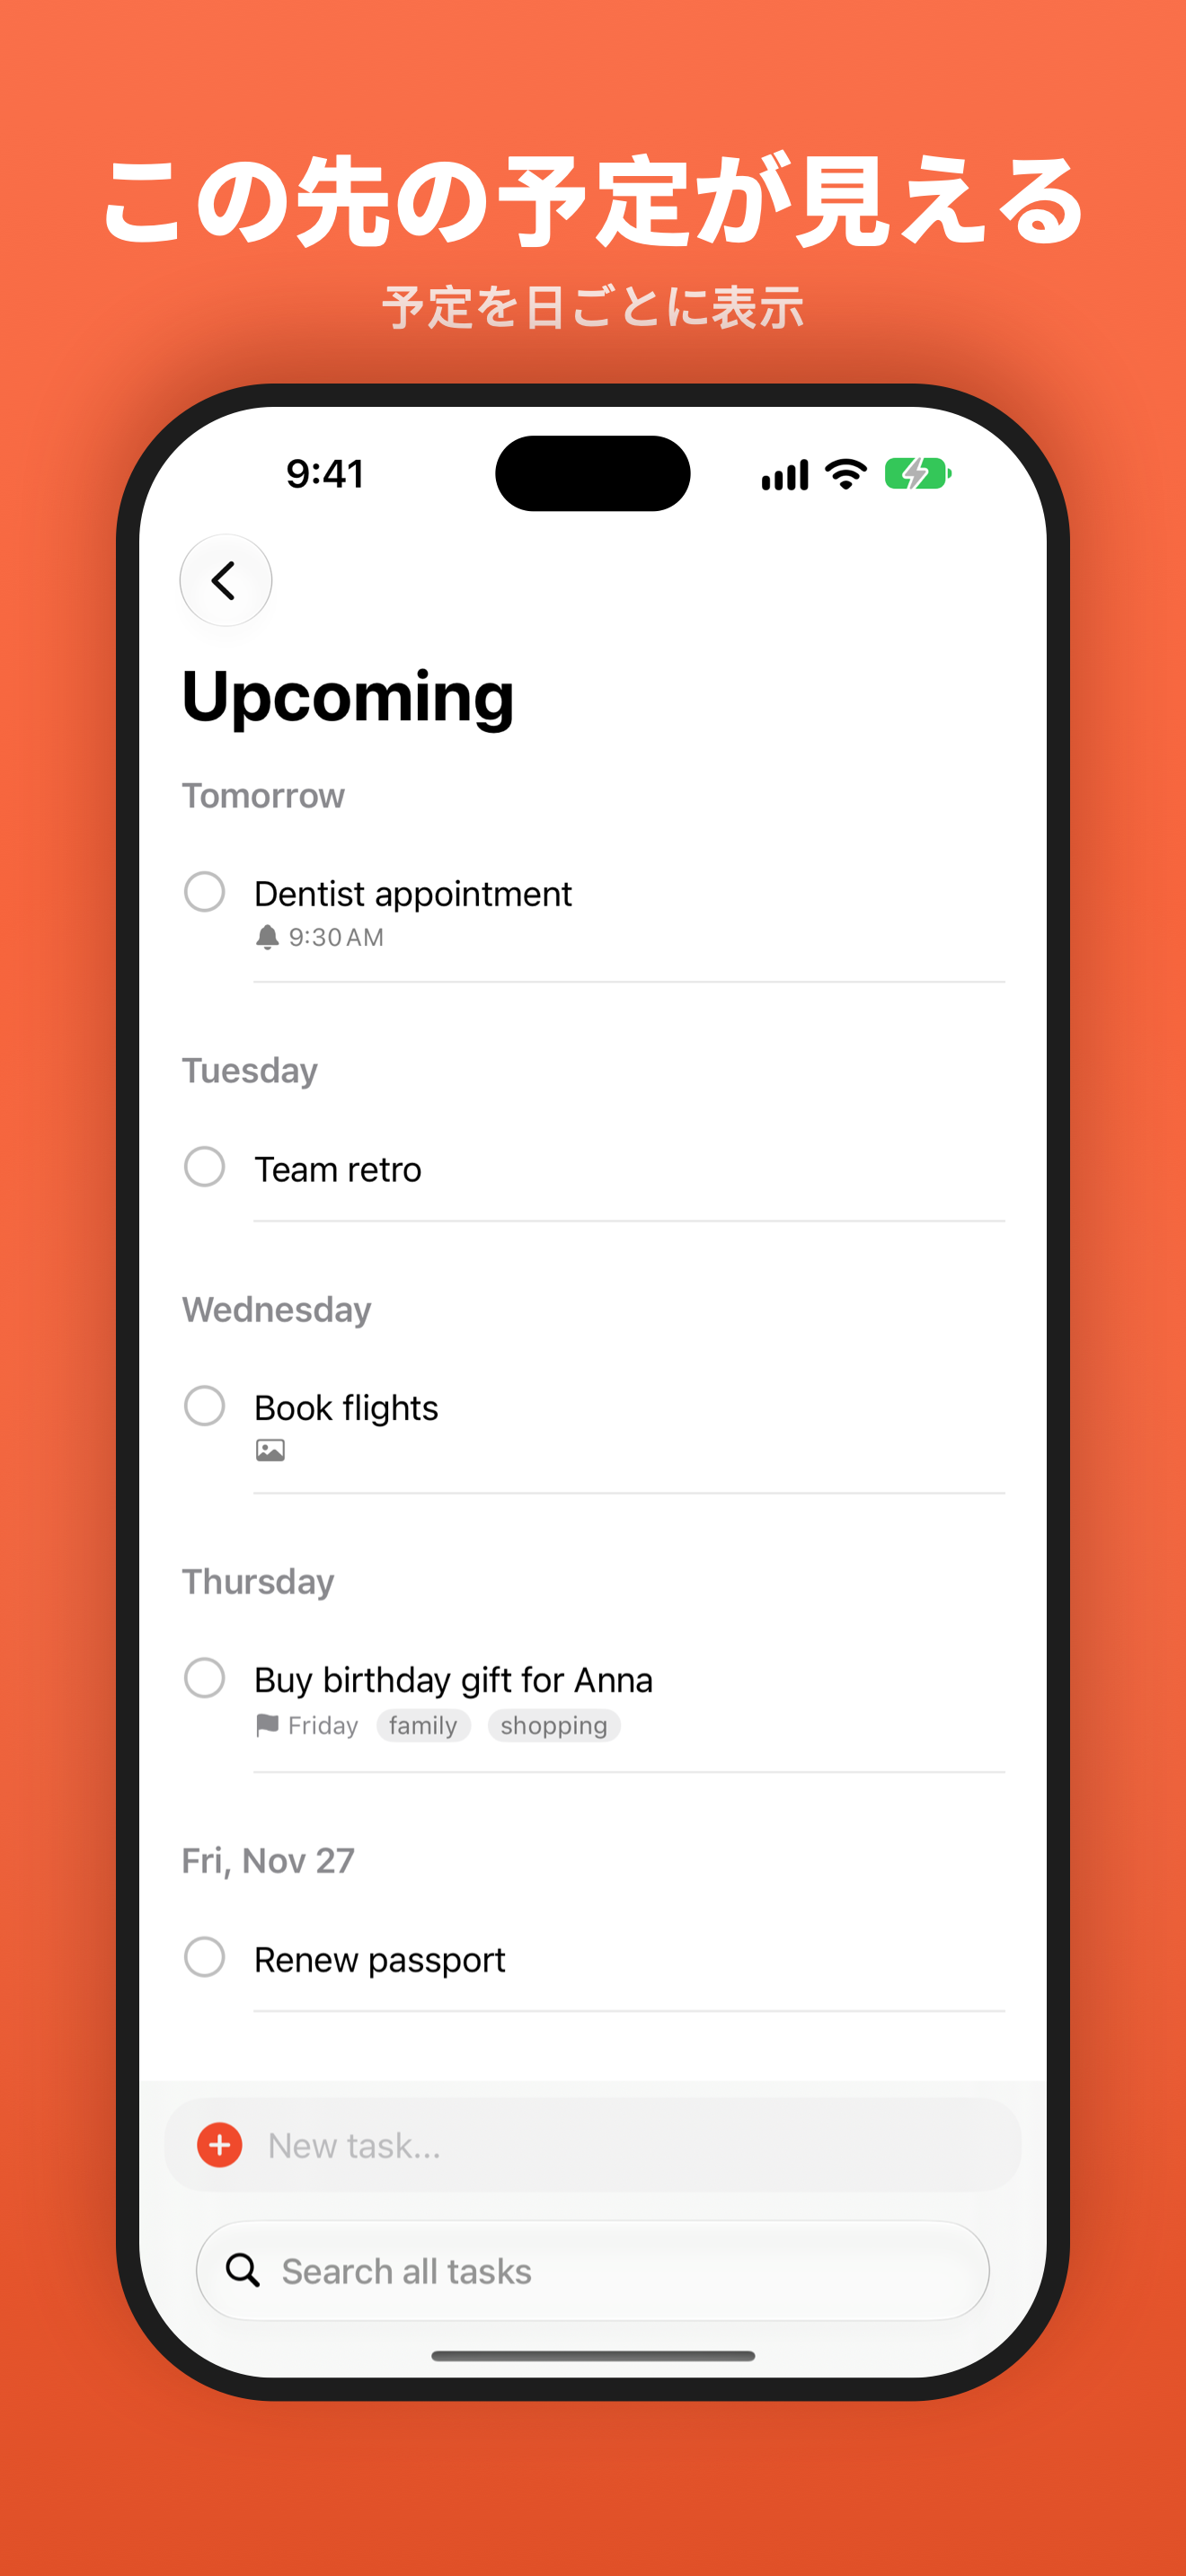 この先の予定が見える
予定を日ごとに表示
9:41
Upcoming
Tomorrow
Dentist appointment
9:30 AM
Tuesday
Team retro
Wednesday
Book flights
Thursday
Buy birthday gift for Anna
Friday family shopping
Fri, Nov 27
Renew passport
New task...
Search all tasks